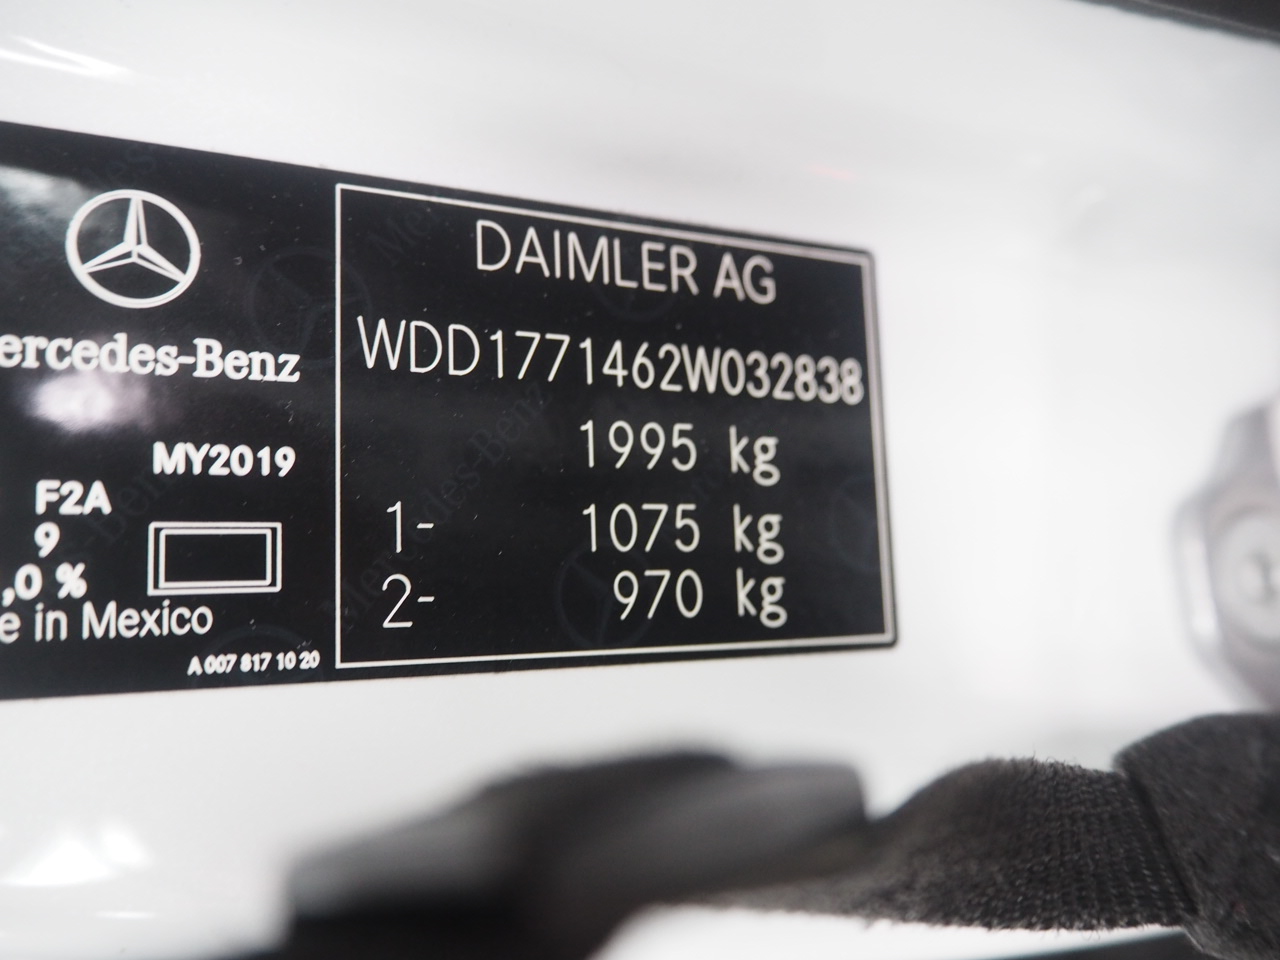 ercedes-Benz
MY2019
F2A
9
,0 %
e in Mexico
A 007 817 10 20
DAIMLER AG
WDD1771462W032838
1995 kg
1- 1075 kg
2- 970 kg